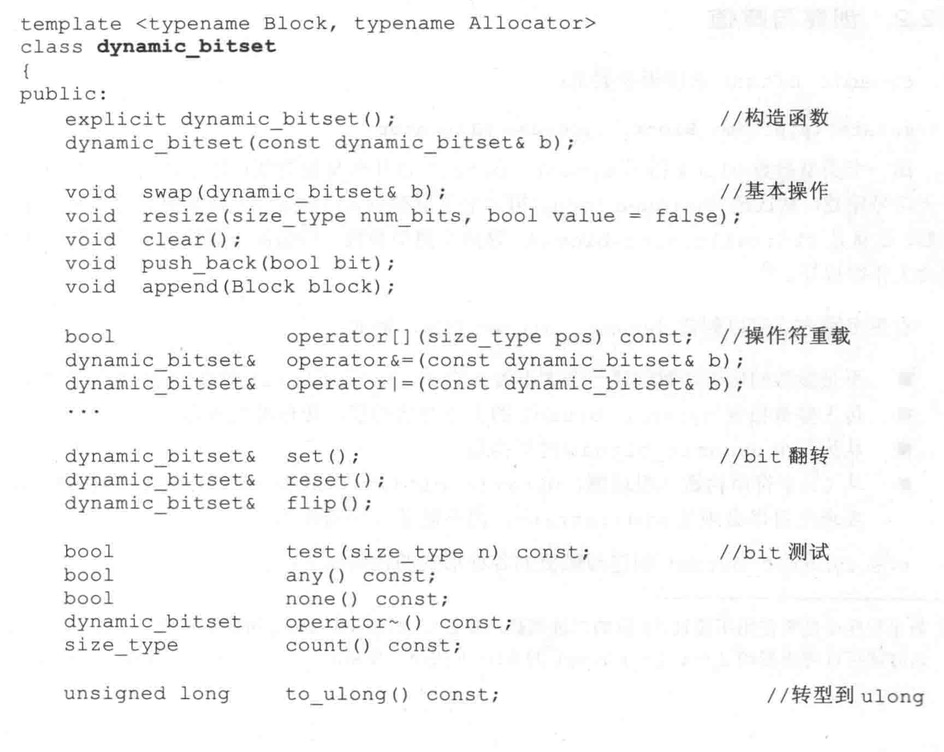 template <typename Block, typename Allocator>
class dynamic_bitset
{
public:
    explicit dynamic_bitset(); //构造函数
    dynamic_bitset(const dynamic_bitset& b);
    void swap(dynamic_bitset& b); //基本操作
    void resize(size_type num_bits, bool value = false);
    void clear();
    void push_back(bool bit);
    void append(Block block);
    bool operator[](size_type pos) const; //操作符重载
    dynamic_bitset& operator&=(const dynamic_bitset& b);
    dynamic_bitset& operator|=(const dynamic_bitset& b);
    ...
    dynamic_bitset& set(); //bit 翻转
    dynamic_bitset& reset();
    dynamic_bitset& flip();
    bool test(size_type n) const; //bit 测试
    bool any() const;
    bool none() const;
    dynamic_bitset operator~() const;
    size_type count() const;
    unsigned long to_ulong() const; //转型到 ulong